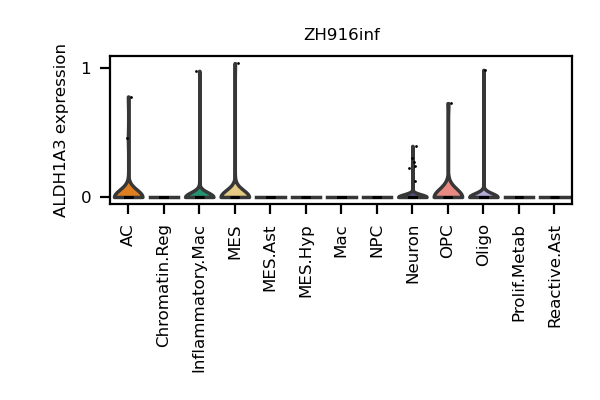 ZH916inf
ALDH1A3 expression
1
0
AC
Chromatin.Reg
Inflammatory.Mac
MES
MES.Ast
MES.Hyp
Mac
NPC
Neuron
OPC
Oligo
Prolif.Metab
Reactive.Ast